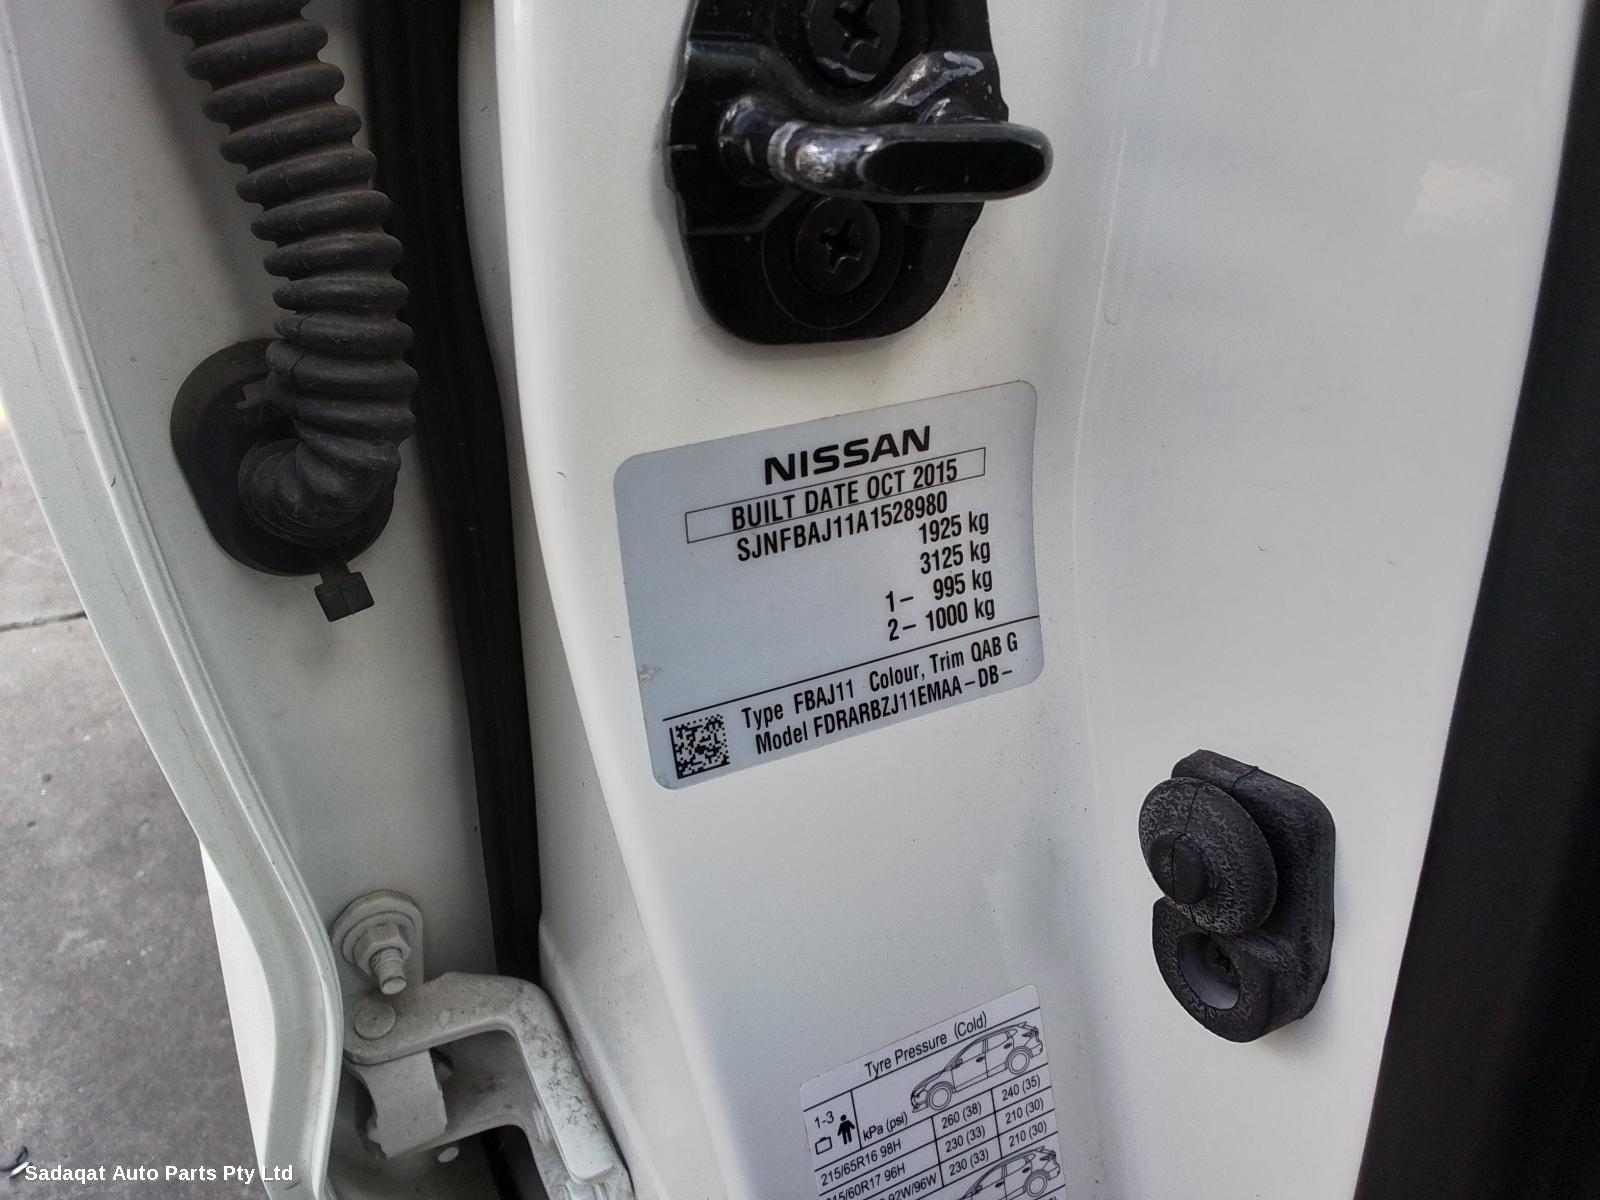 NISSAN
BUILT DATE OCT 2015
SJNFBAJ11A1528980
1925 kg
3125 kg
1– 995 kg
2– 1000 kg
Type FBAJ11 Colour, Trim QAB G
Model FDRARBZJ11EMAA–DB–
Tyre Pressure (Cold)
1-3 kPa (psi) 260 (38) 240 (35)
215/65R16 98H 230 (33) 210 (30)
215/60R17 96H 230 (33) 210 (30)
92W/96W
Sadaqat Auto Parts Pty Ltd